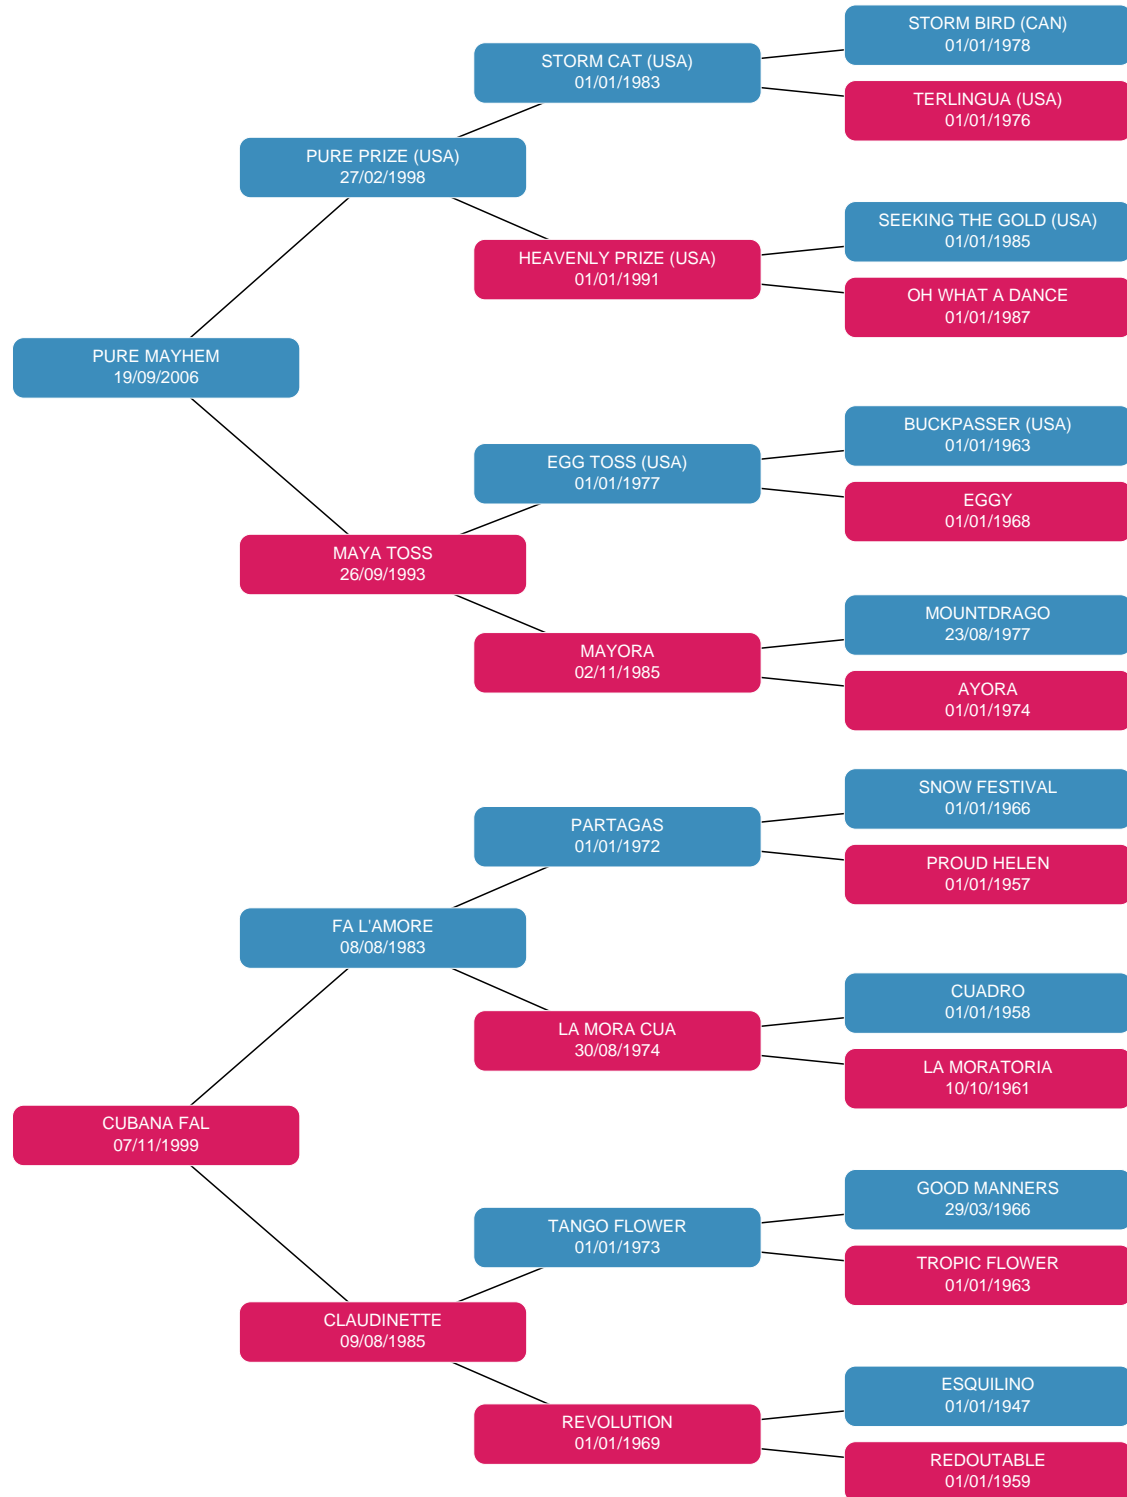 STORM BIRD (CAN)
01/01/1978
STORM CAT (USA)
01/01/1983
TERLINGUA (USA)
01/01/1976
PURE PRIZE (USA)
27/02/1998
SEEKING THE GOLD (USA)
01/01/1985
HEAVENLY PRIZE (USA)
01/01/1991
OH WHAT A DANCE
01/01/1987
PURE MAYHEM
19/09/2006
BUCKPASSER (USA)
01/01/1963
EGG TOSS (USA)
01/01/1977
EGGY
01/01/1968
MAYA TOSS
26/09/1993
MOUNTDRAGO
23/08/1977
MAYORA
02/11/1985
AYORA
01/01/1974
SNOW FESTIVAL
01/01/1966
PARTAGAS
01/01/1972
PROUD HELEN
01/01/1957
FA L'AMORE
08/08/1983
CUADRO
01/01/1958
LA MORA CUA
30/08/1974
LA MORATORIA
10/10/1961
CUBANA FAL
07/11/1999
GOOD MANNERS
29/03/1966
TANGO FLOWER
01/01/1973
TROPIC FLOWER
01/01/1963
CLAUDINETTE
09/08/1985
ESQUILINO
01/01/1947
REVOLUTION
01/01/1969
REDOUTABLE
01/01/1959